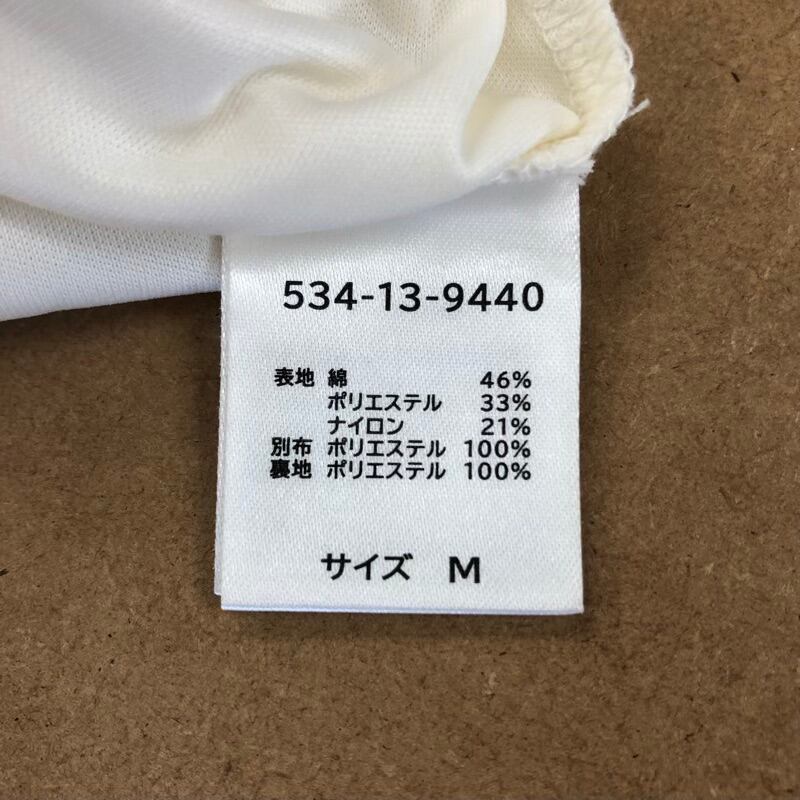 534-13-9440
表地 綿 46%
ポリエステル 33%
ナイロン 21%
別布 ポリエステル 100%
裏地 ポリエステル 100%
サイズ M